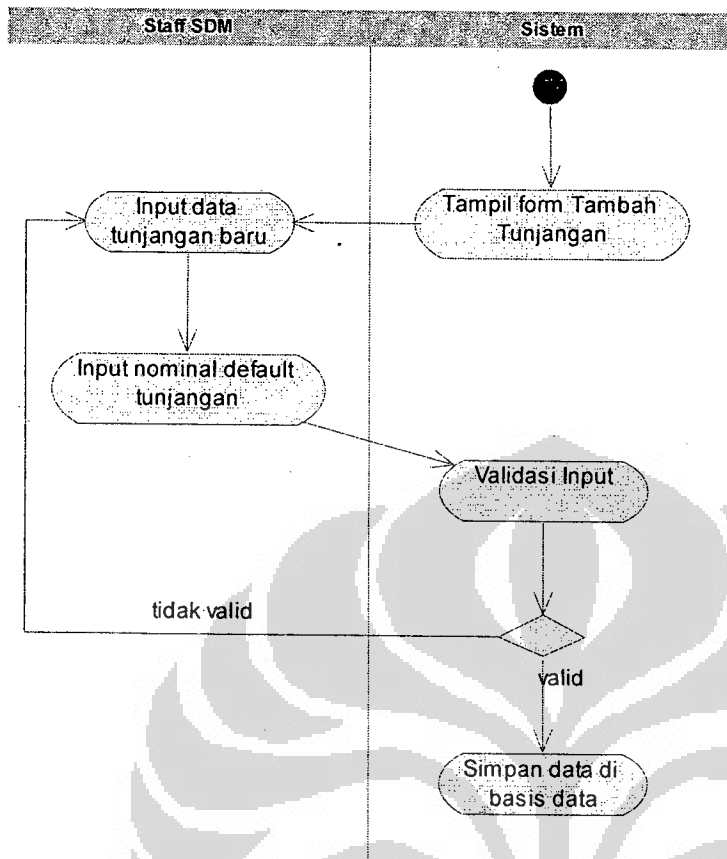 Staff SDM
Sistem
Tampil form Tambah
Tunjangan
Input data
tunjangan baru
Input nominal default
tunjangan
Validasi Input
tidak valid
valid
Simpan data di
basis data